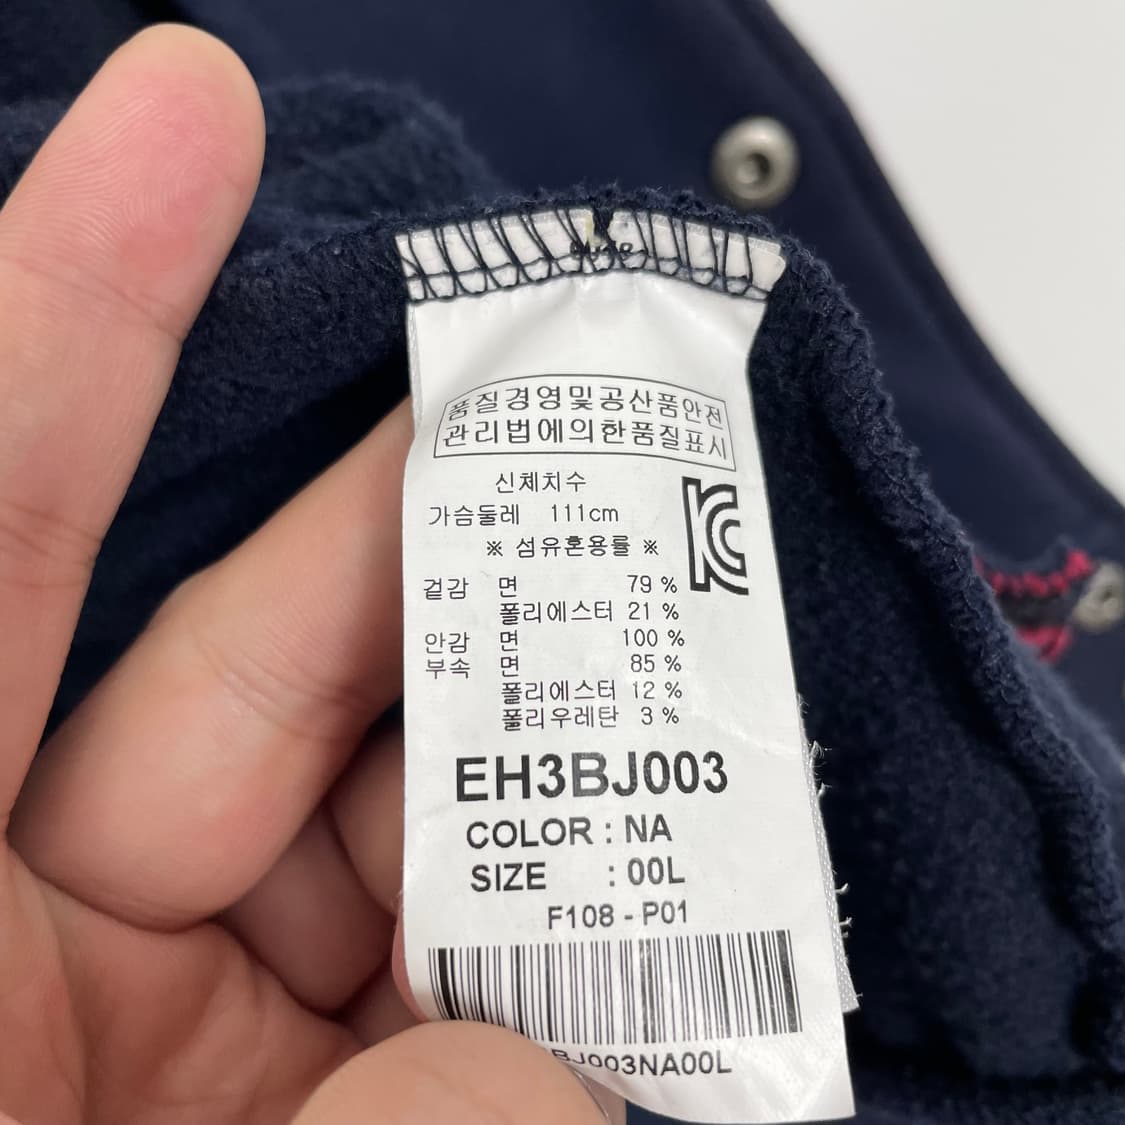 품질경영및공산품안전
관리법에의한품질표시
신체치수
가슴둘레 111cm
※ 섬유혼용률 ※
KC
겉감 면 79 %
폴리에스터 21 %
안감 면 100 %
부속 면 85 %
폴리에스터 12 %
폴리우레탄 3 %
EH3BJ003
COLOR : NA
SIZE : 00L
F108 - P01
BJ003NA00L